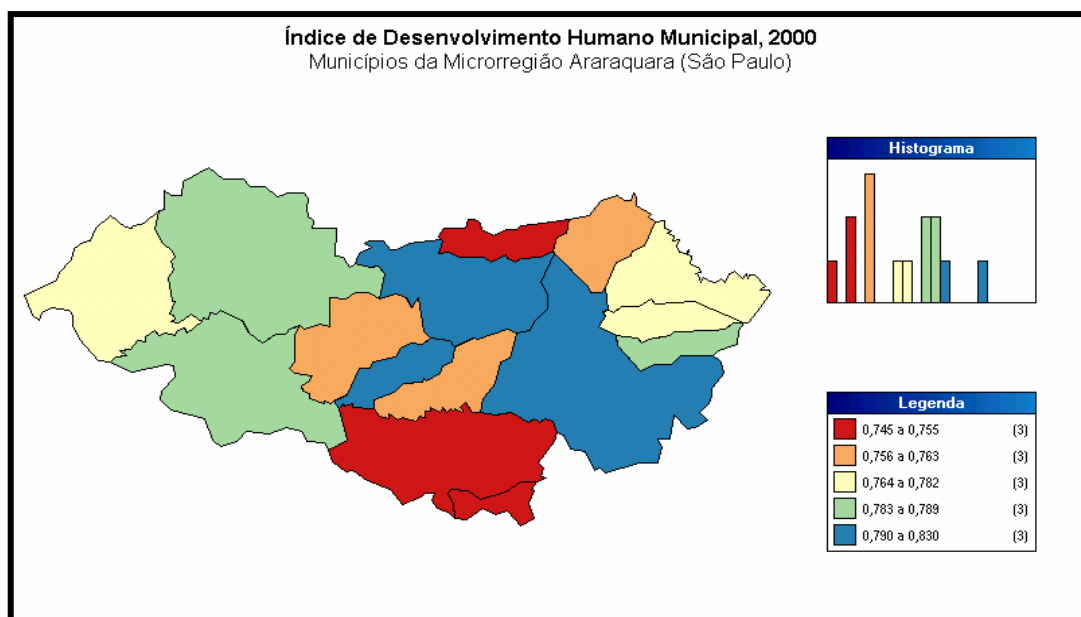 Índice de Desenvolvimento Humano Municipal, 2000
Municípios da Microrregião Araraquara (São Paulo)
Histograma
Legenda
0,745 a 0,755 (3)
0,756 a 0,763 (3)
0,764 a 0,782 (3)
0,783 a 0,789 (3)
0,790 a 0,830 (3)